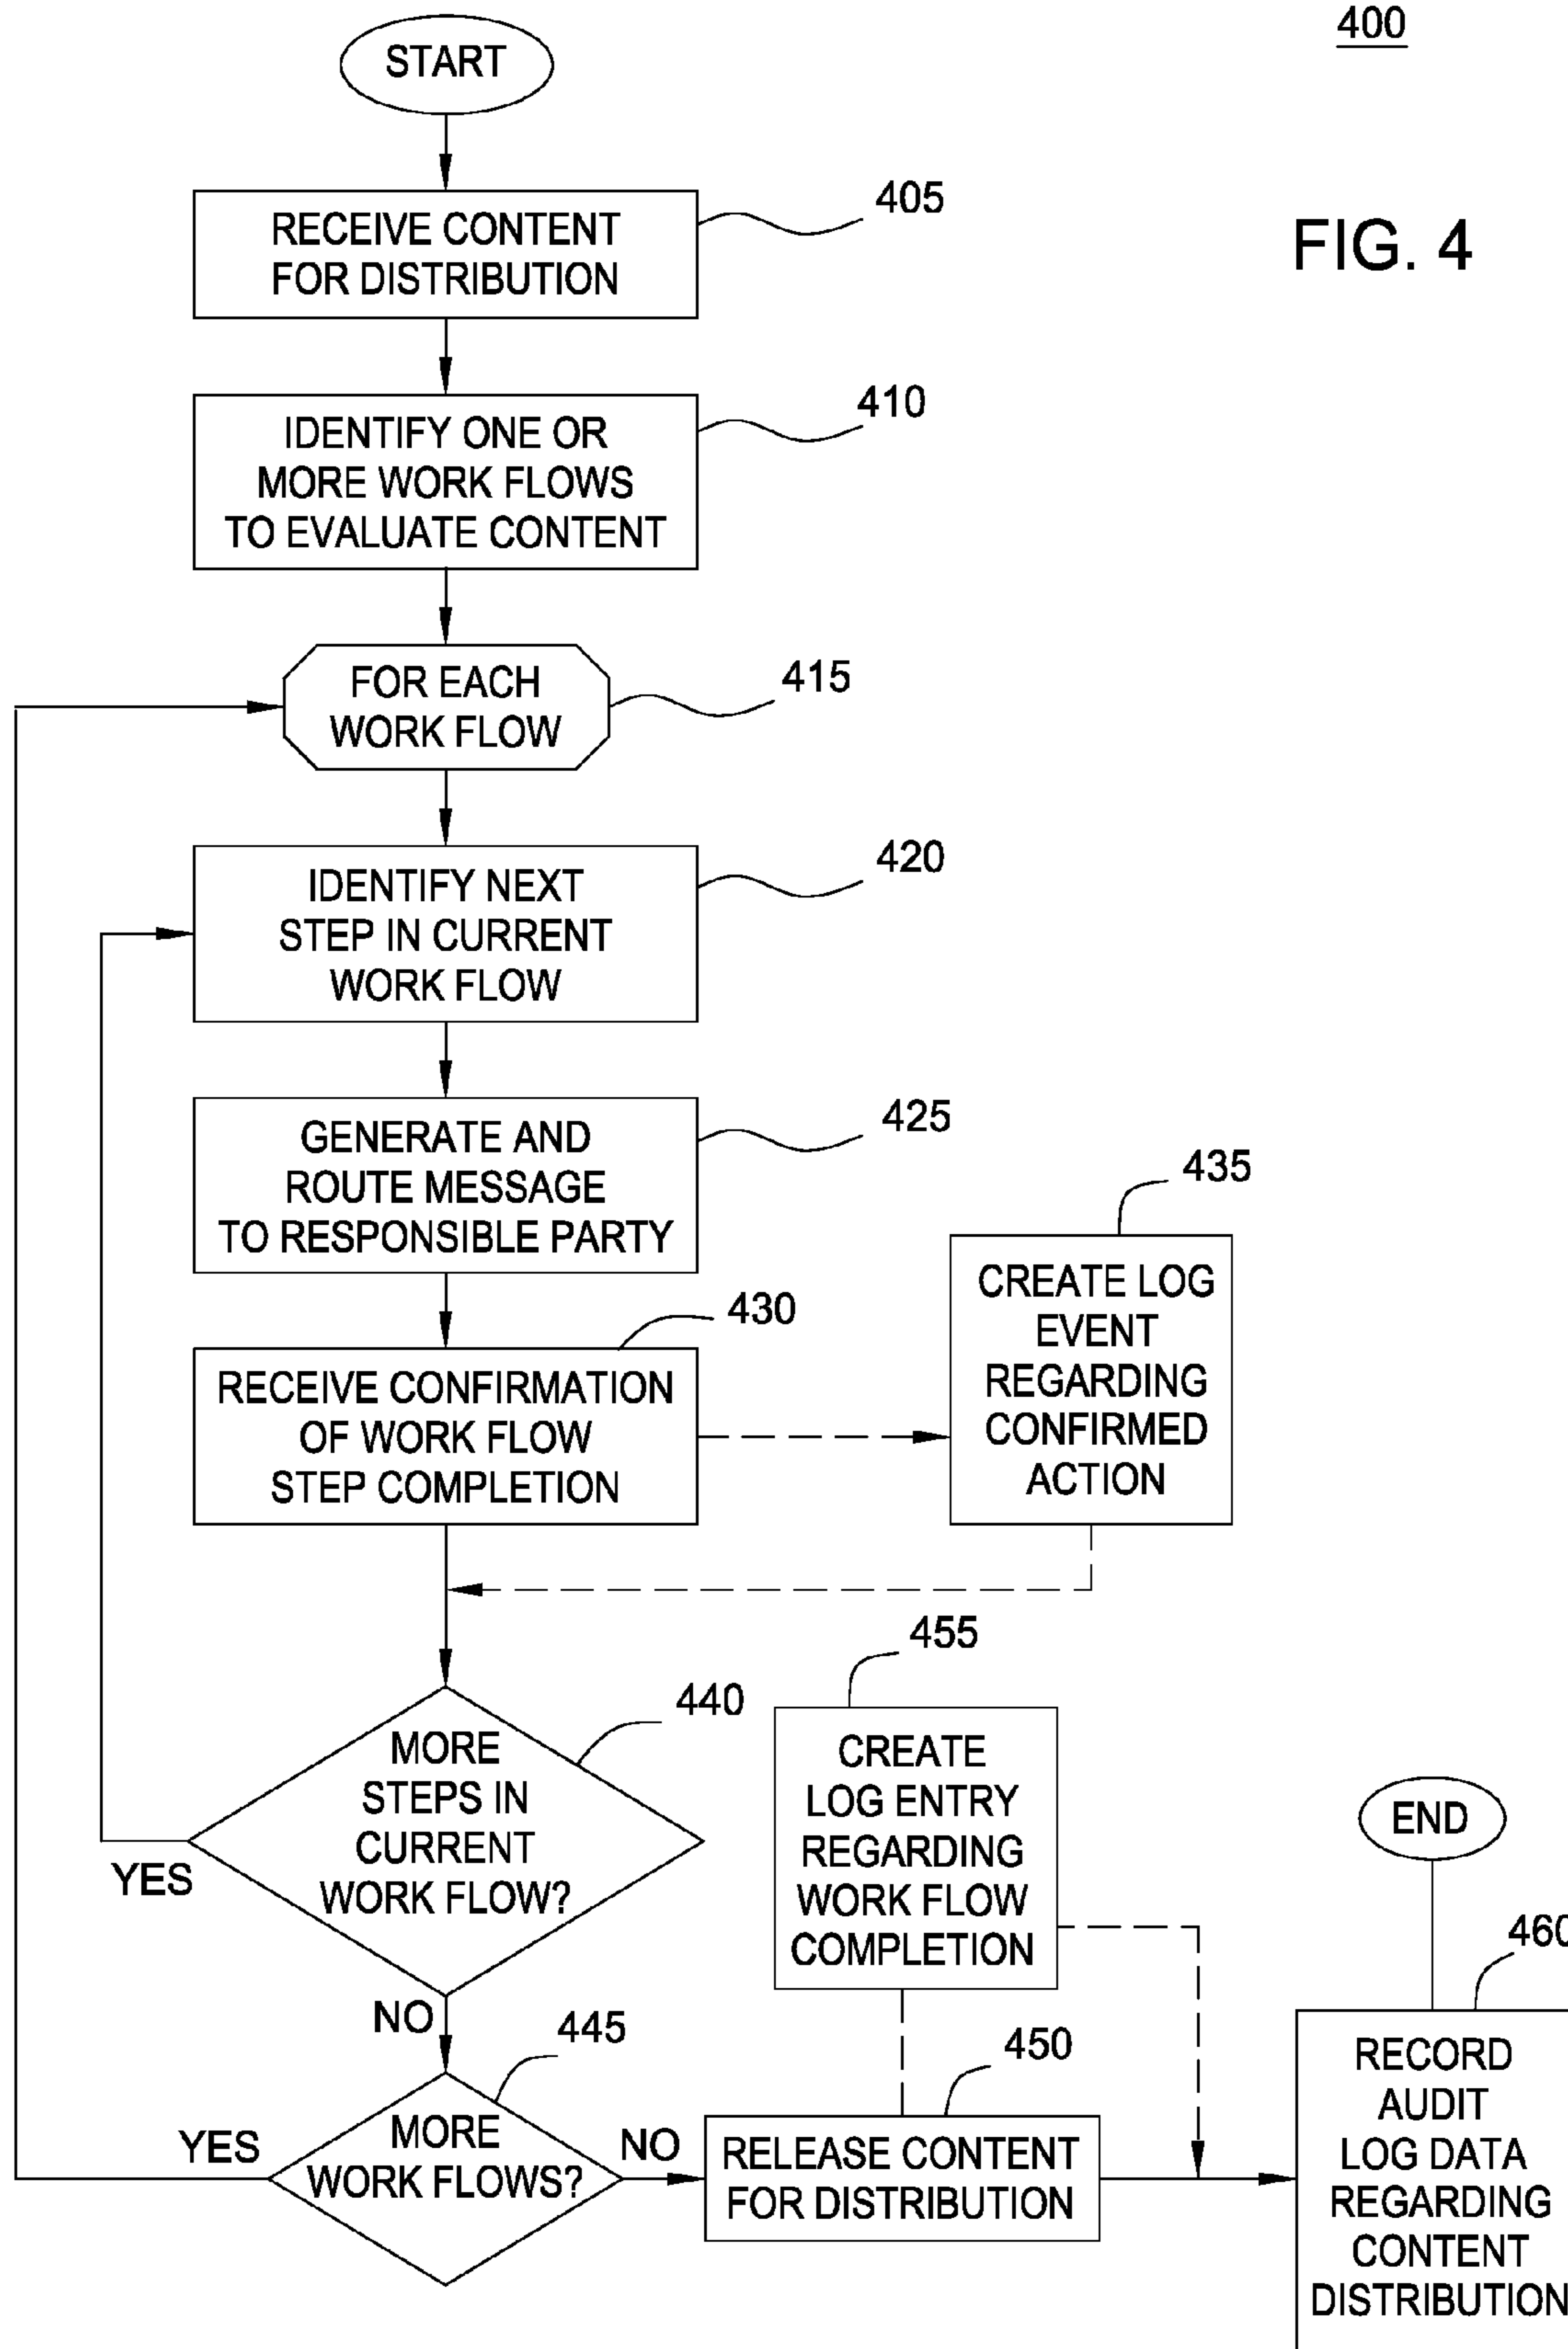 400
START
405
RECEIVE CONTENT
FOR DISTRIBUTION
FIG. 4
410
IDENTIFY ONE OR
MORE WORK FLOWS
TO EVALUATE CONTENT
415
FOR EACH
WORK FLOW
420
IDENTIFY NEXT
STEP IN CURRENT
WORK FLOW
425
GENERATE AND
ROUTE MESSAGE
TO RESPONSIBLE PARTY
435
CREATE LOG
EVENT
REGARDING
CONFIRMED
ACTION
430
RECEIVE CONFIRMATION
OF WORK FLOW
STEP COMPLETION
455
CREATE
LOG ENTRY
REGARDING
WORK FLOW
COMPLETION
440
MORE
STEPS IN
CURRENT
WORK FLOW?
YES
NO
END
445
MORE
WORK FLOWS?
YES
NO
450
RELEASE CONTENT
FOR DISTRIBUTION
460
RECORD
AUDIT
LOG DATA
REGARDING
CONTENT
DISTRIBUTION